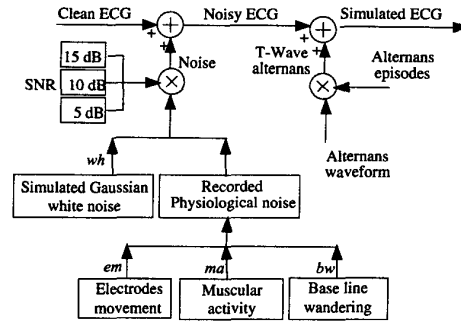 Clean ECG
Noisy ECG
Simulated ECG
+
+
+
+
+
+
15 dB
Noise
T-Wave
alternans
Alternans
episodes
SNR
10 dB
×
×
5 dB
Alternans
waveform
wh
Simulated Gaussian
white noise
Recorded
Physiological noise
em
ma
bw
Electrodes
movement
Muscular
activity
Base line
wandering